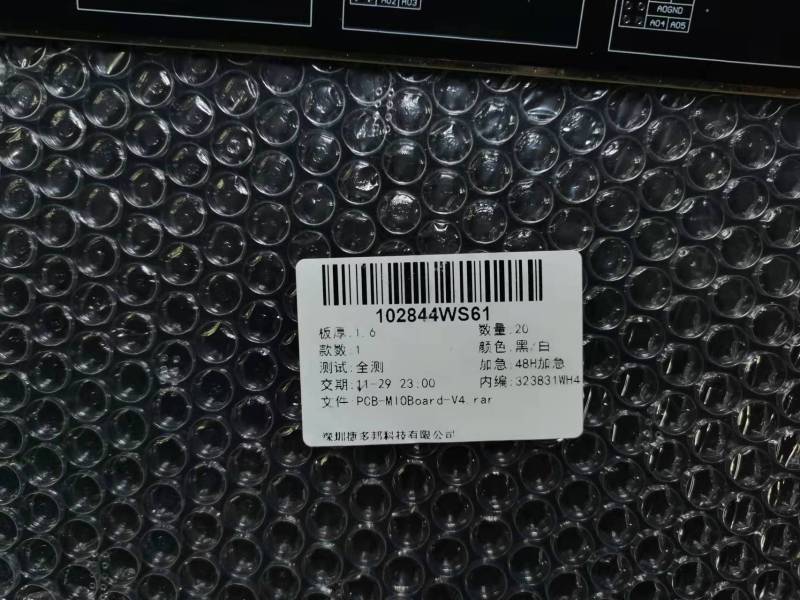 A02 A03
AOGND
A04 A05
102844WS61
板厚:1.6 数量:20
款数:1 颜色:黑/白
测试:全测 加急:48H加急
交期:11-29 23:00 内编:323831WH4
文件:PCB-MIOBoard-V4.rar
深圳捷多邦科技有限公司